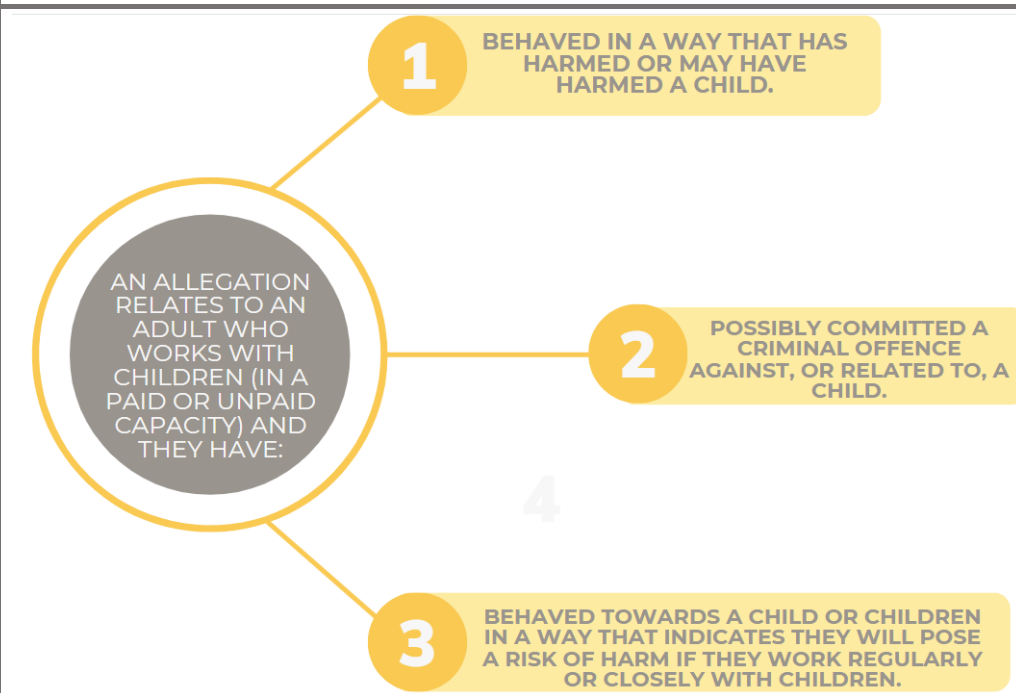 1
BEHAVED IN A WAY THAT HAS
HARMED OR MAY HAVE
HARMED A CHILD.
AN ALLEGATION
RELATES TO AN
ADULT WHO
WORKS WITH
CHILDREN (IN A
PAID OR UNPAID
CAPACITY) AND
THEY HAVE:
2
POSSIBLY COMMITTED A
CRIMINAL OFFENCE
AGAINST, OR RELATED TO, A
CHILD.
4
3
BEHAVED TOWARDS A CHILD OR CHILDREN
IN A WAY THAT INDICATES THEY WILL POSE
A RISK OF HARM IF THEY WORK REGULARLY
OR CLOSELY WITH CHILDREN.